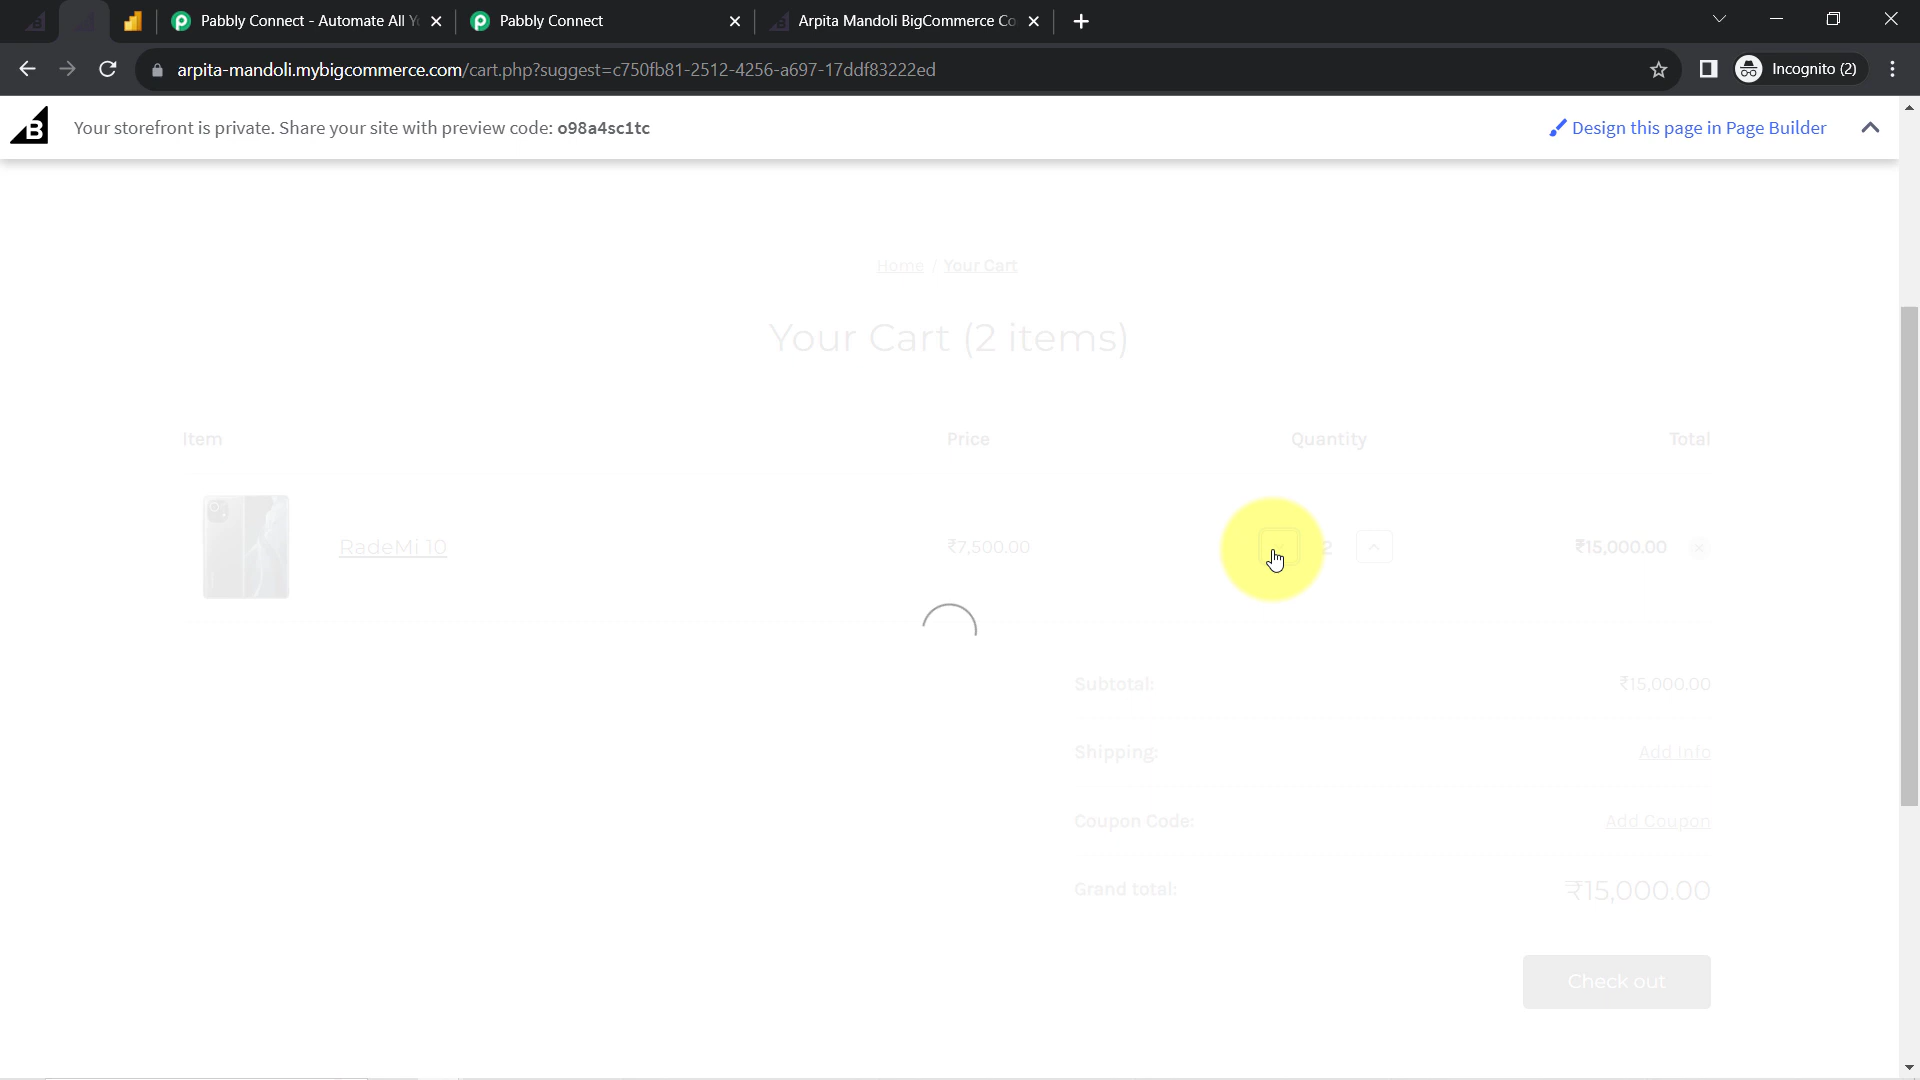 Pabbly Connect - Automate All Y
Pabbly Connect
Arpita Mandoli BigCommerce Co
arpita-mandoli.mybigcommerce.com/cart.php?suggest=c750fb81-2512-4256-a697-17ddf83222ed
Incognito (2)
B
Your storefront is private. Share your site with preview code: o98a4sc1tc
Design this page in Page Builder
Home / Your Cart
Your Cart (2 items)
Item Price Quantity Total
RadeMi 10 ₹7,500.00 2 ₹15,000.00
Subtotal: ₹15,000.00
Shipping: Add Info
Coupon Code: Add Coupon
Grand total: ₹15,000.00
Check out